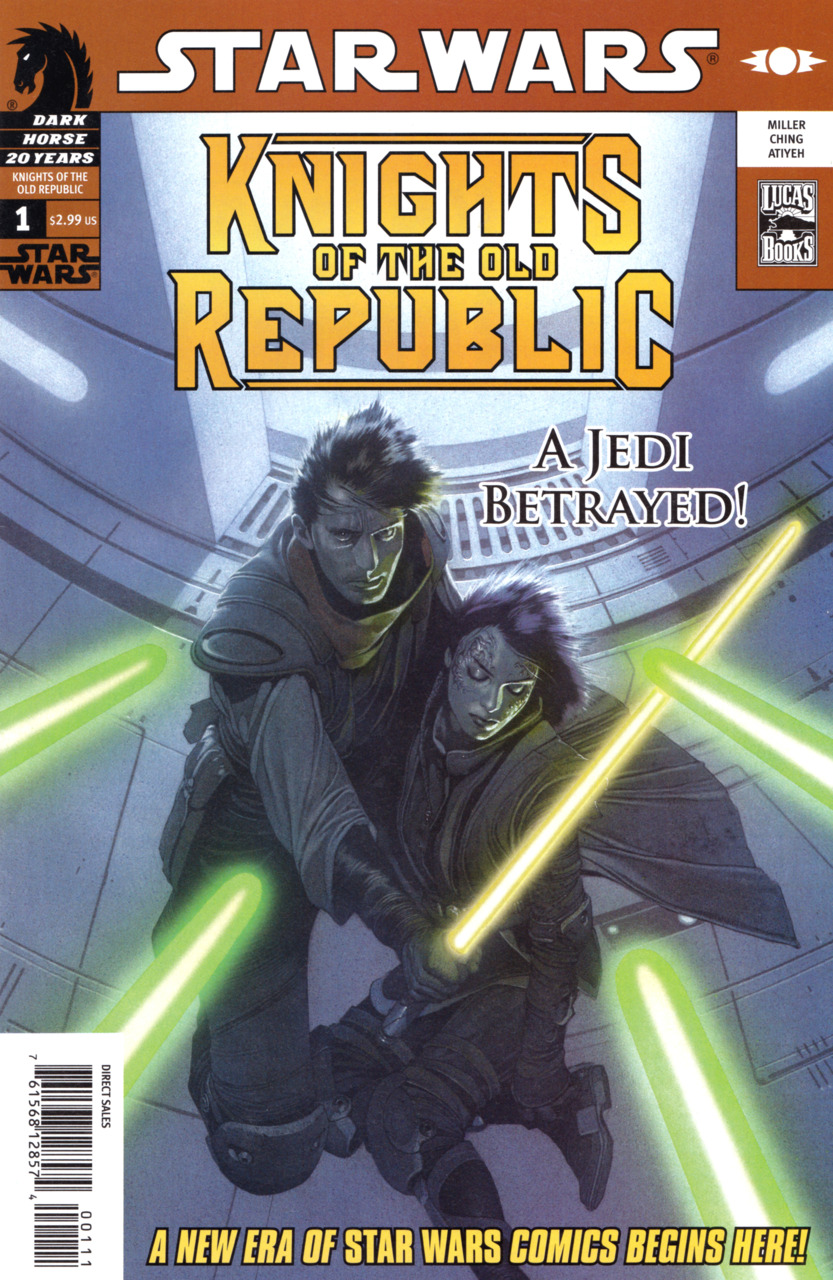 STAR WARS®
®
DARK
HORSE
20 YEARS
KNIGHTS OF THE
OLD REPUBLIC
1
$2.99 US
STAR
WARS
MILLER
CHING
ATIYEH
LUCAS
BOOKS
KNIGHTS
OF THE OLD
REPUBLIC
A JEDI
BETRAYED!
DIRECT SALES
7 61568 12857 4
00111
A NEW ERA OF STAR WARS COMICS BEGINS HERE!